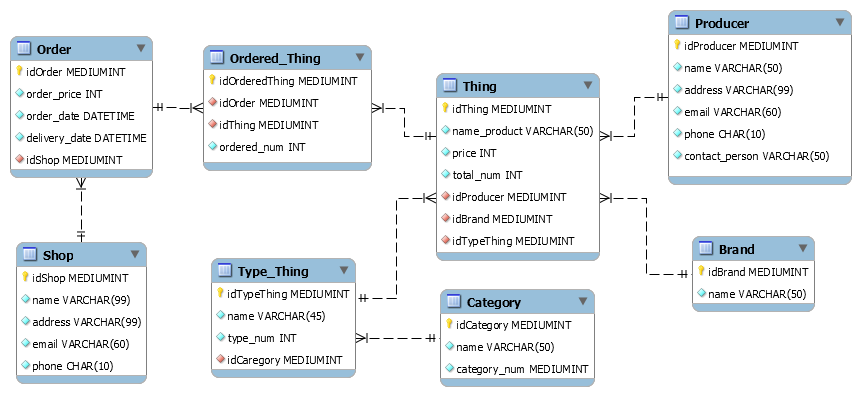 Order
idOrder MEDIUMINT
order_price INT
order_date DATETIME
delivery_date DATETIME
idShop MEDIUMINT
Ordered_Thing
idOrderedThing MEDIUMINT
idOrder MEDIUMINT
idThing MEDIUMINT
ordered_num INT
Thing
idThing MEDIUMINT
name_product VARCHAR(50)
price INT
total_num INT
idProducer MEDIUMINT
idBrand MEDIUMINT
idTypeThing MEDIUMINT
Producer
idProducer MEDIUMINT
name VARCHAR(50)
address VARCHAR(99)
email VARCHAR(60)
phone CHAR(10)
contact_person VARCHAR(50)
Shop
idShop MEDIUMINT
name VARCHAR(99)
address VARCHAR(99)
email VARCHAR(60)
phone CHAR(10)
Type_Thing
idTypeThing MEDIUMINT
name VARCHAR(45)
type_num INT
idCaregory MEDIUMINT
Category
idCategory MEDIUMINT
name VARCHAR(50)
category_num MEDIUMINT
Brand
idBrand MEDIUMINT
name VARCHAR(50)